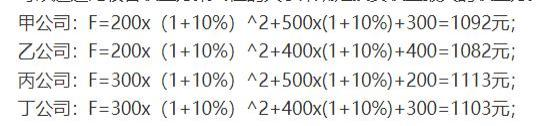 甲公司：F=200x（1+10%）^2+500x(1+10%)+300=1092元;
乙公司：F=200x（1+10%）^2+400x(1+10%)+400=1082元;
丙公司：F=300x（1+10%）^2+500x(1+10%)+200=1113元;
丁公司：F=300x（1+10%）^2+400x(1+10%)+300=1103元;